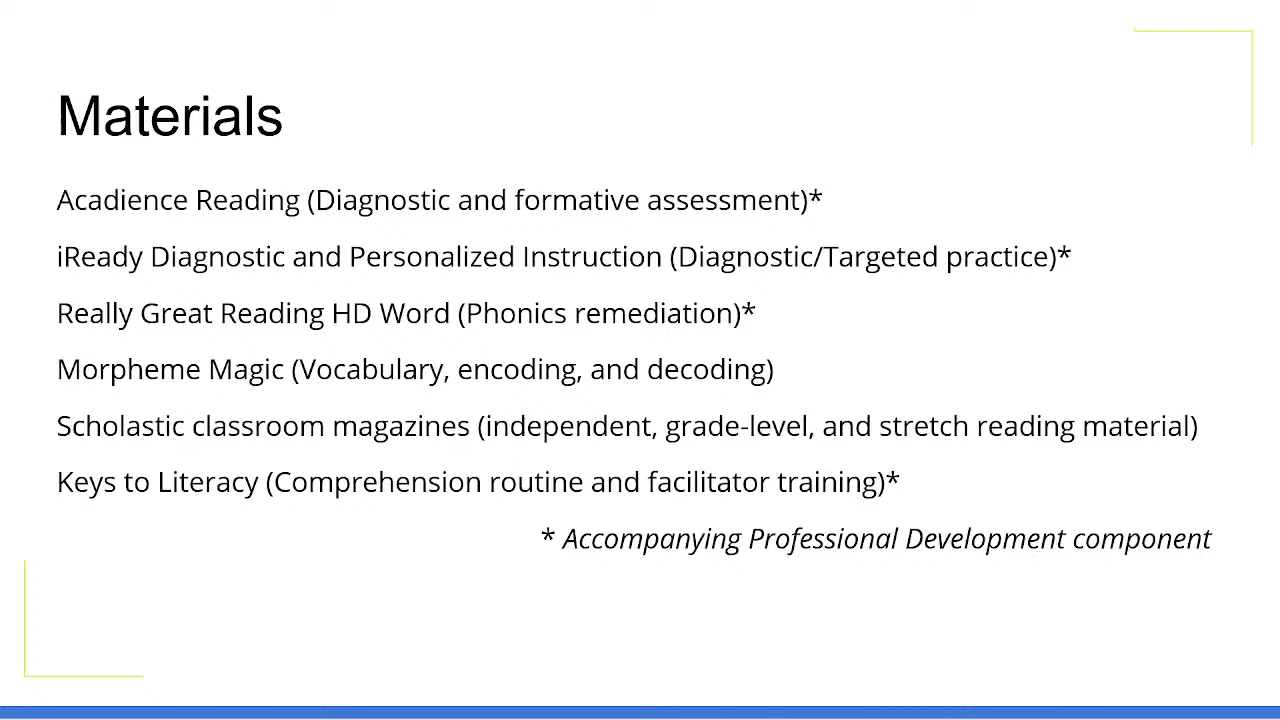 Materials
Acadience Reading (Diagnostic and formative assessment)*
iReady Diagnostic and Personalized Instruction (Diagnostic/Targeted practice)*
Really Great Reading HD Word (Phonics remediation)*
Morpheme Magic (Vocabulary, encoding, and decoding)
Scholastic classroom magazines (independent, grade-level, and stretch reading material)
Keys to Literacy (Comprehension routine and facilitator training)*
* Accompanying Professional Development component